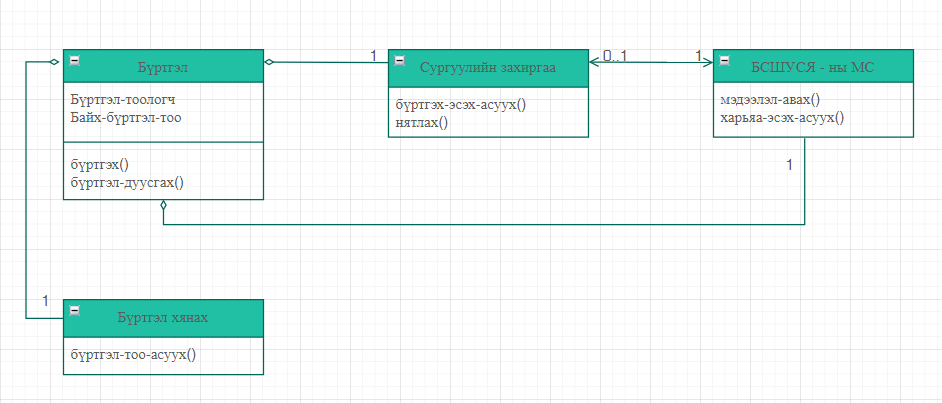 Бүртгэл
Бүртгэл-тоологч
Байх-бүртгэл-тоо
бүртгэх()
бүртгэл-дуусгах()
1
Сургуулийн захиргаа
бүртгэх-эсэх-асуух()
нятлах()
0..1
1
БСШУСЯ - ны МС
мэдээлэл-авах()
харьяа-эсэх-асуух()
1
1
Бүртгэл хянах
бүртгэл-тоо-асуух()